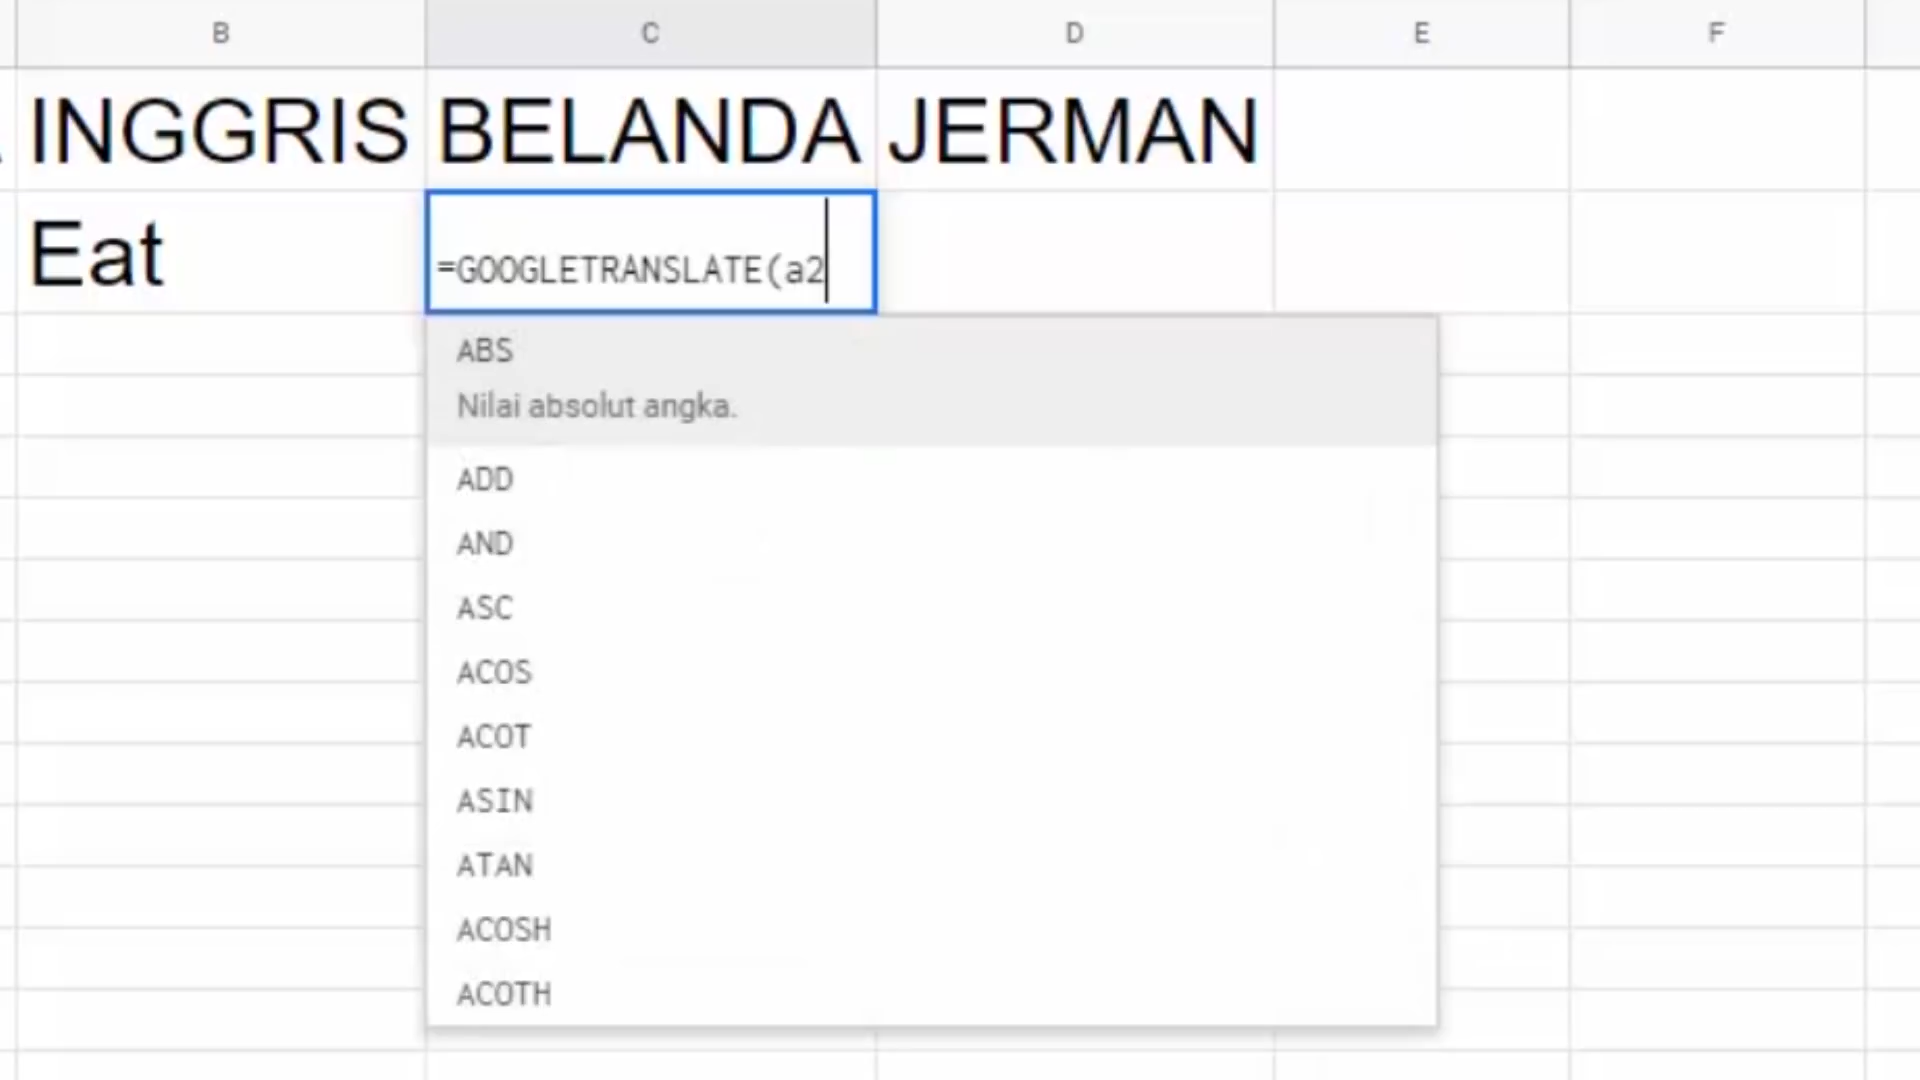 B C D E F
INGGRIS BELANDA JERMAN
Eat =GOOGLETRANSLATE(a2
ABS
Nilai absolut angka.
ADD
AND
ASC
ACOS
ACOT
ASIN
ATAN
ACOSH
ACOTH